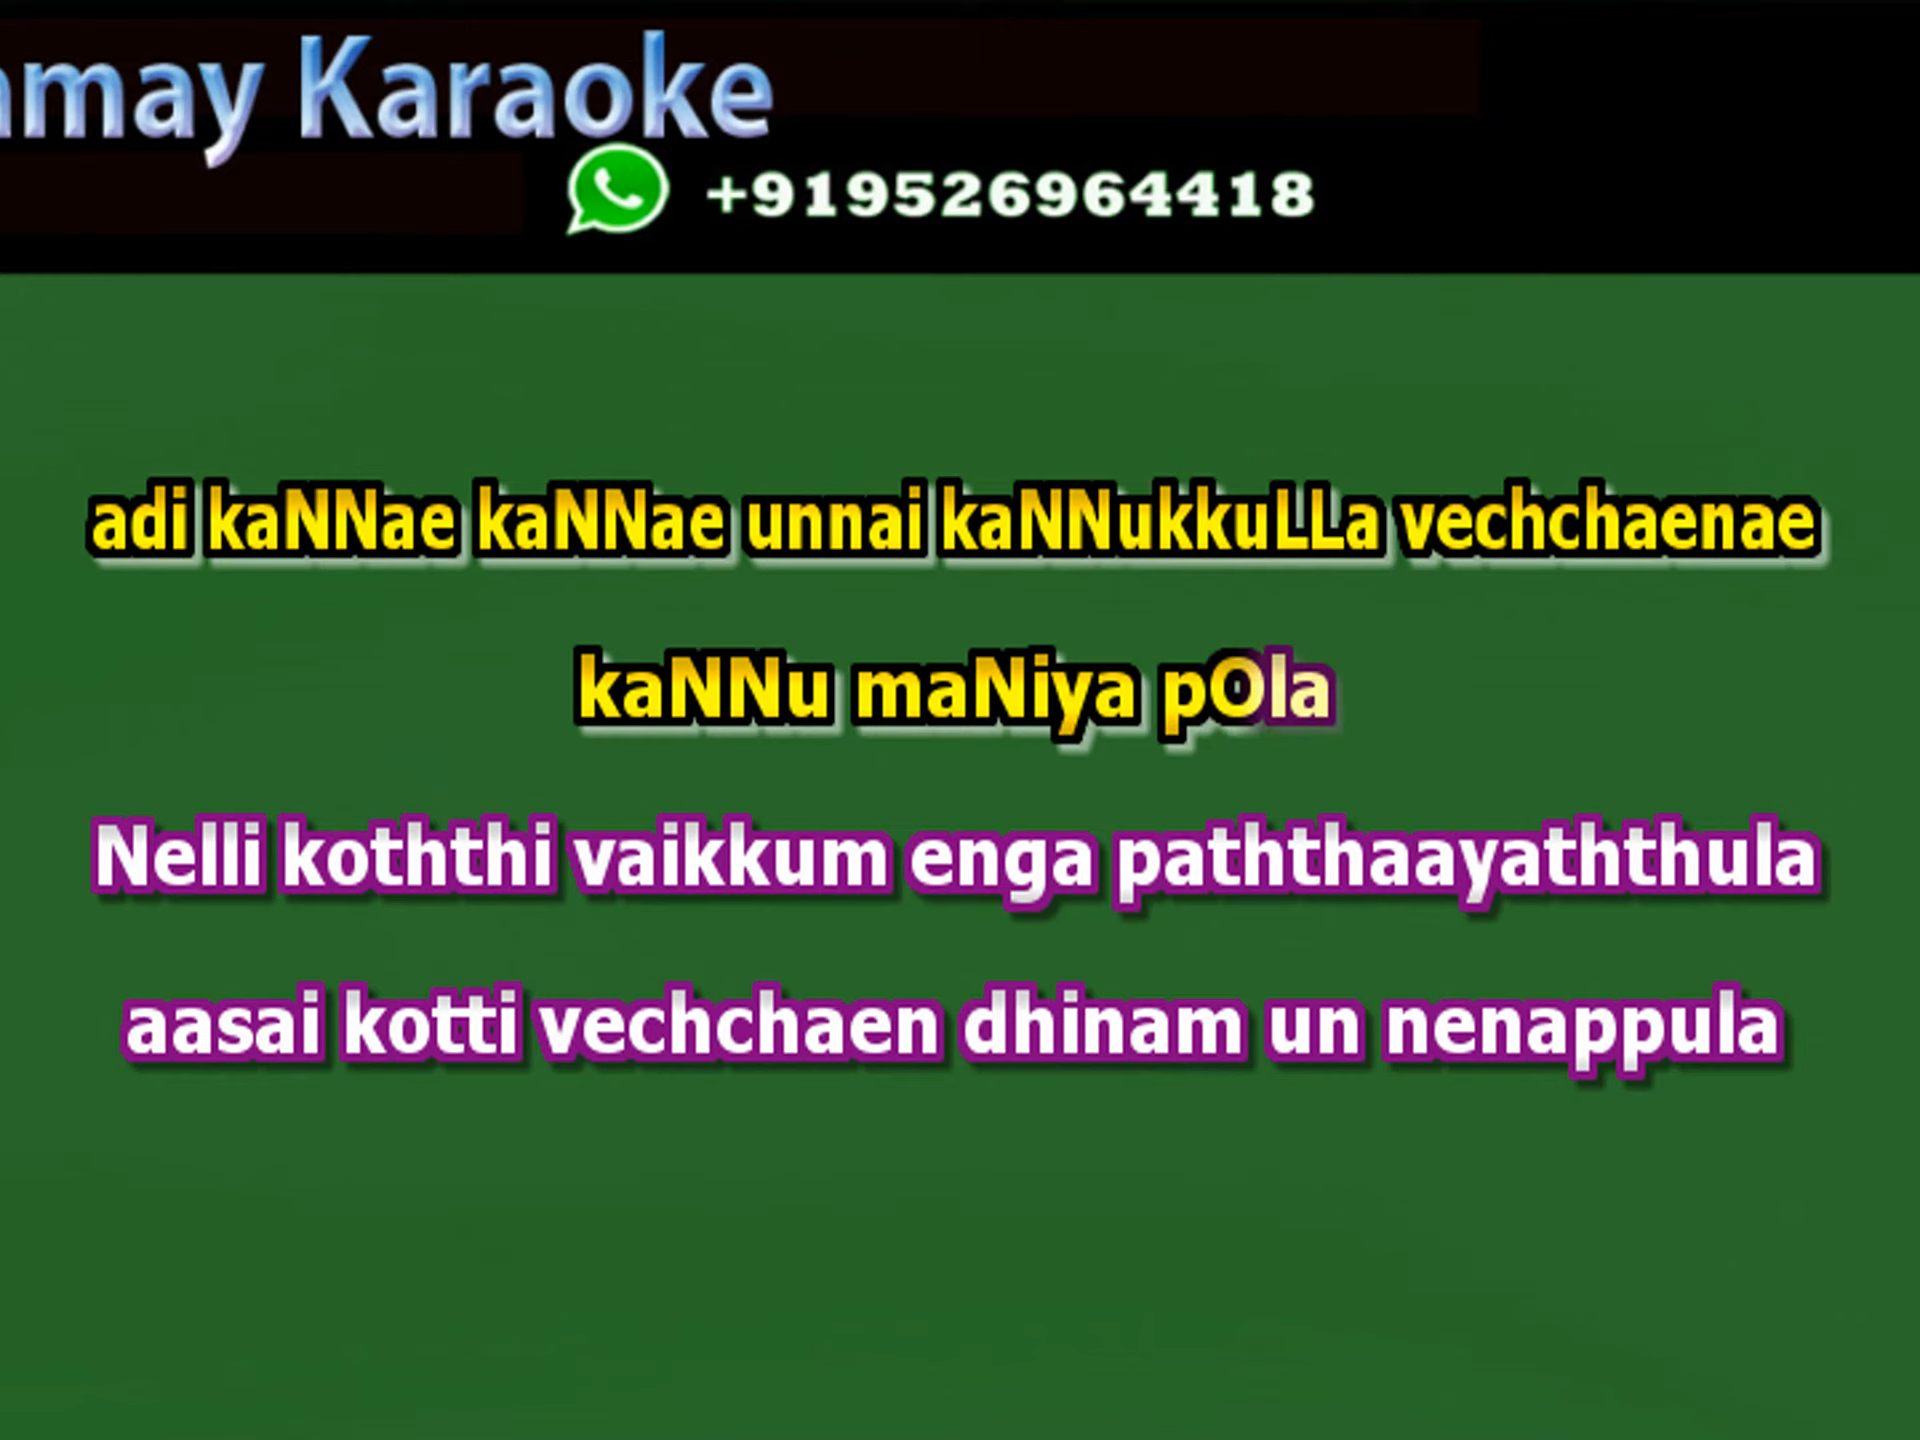 amay Karaoke
+919526964418
adi kaNNae kaNNae unnai kaNNukkuLLa vechchaenae
kaNNu maNiya pOla
Nelli koththi vaikkum enga paththaayaththula
aasai kotti vechchaen dhinam un nenappula